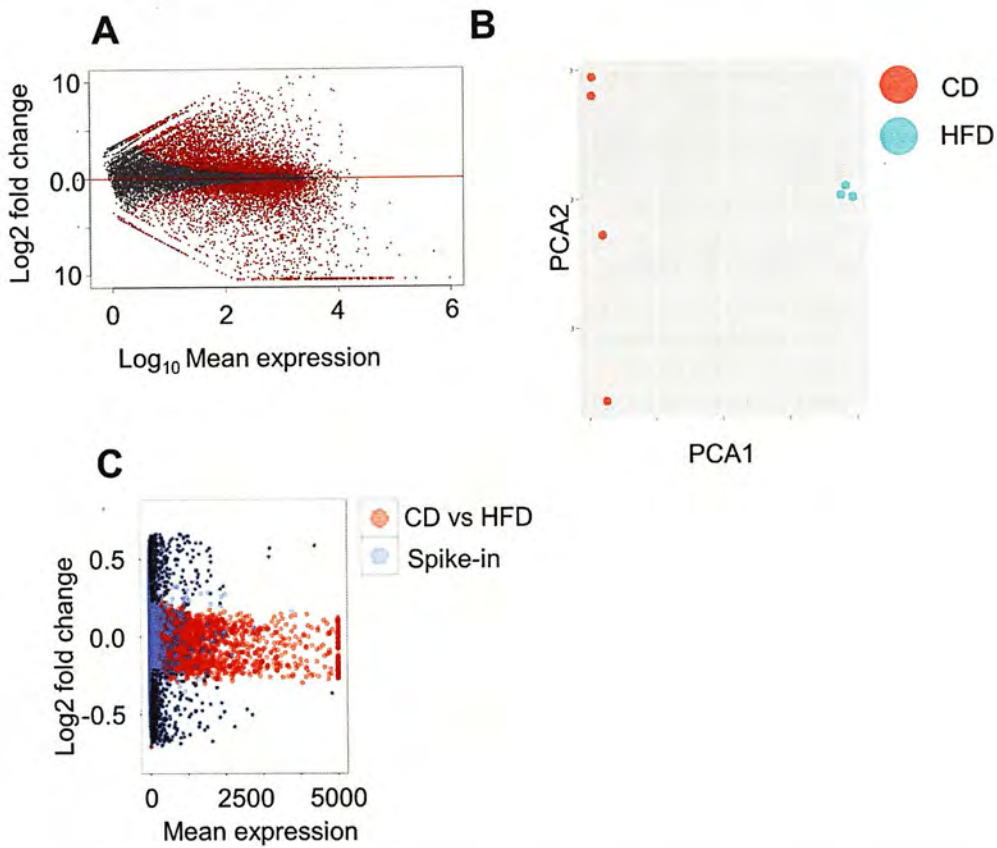 A
Log2 fold change
10
0.0
10
0
2
4
6
Log₁₀ Mean expression
B
PCA2
PCA1
CD
HFD
C
Log2 fold change
0.5
0.0
-0.5
0
2500
5000
Mean expression
CD vs HFD
Spike-in